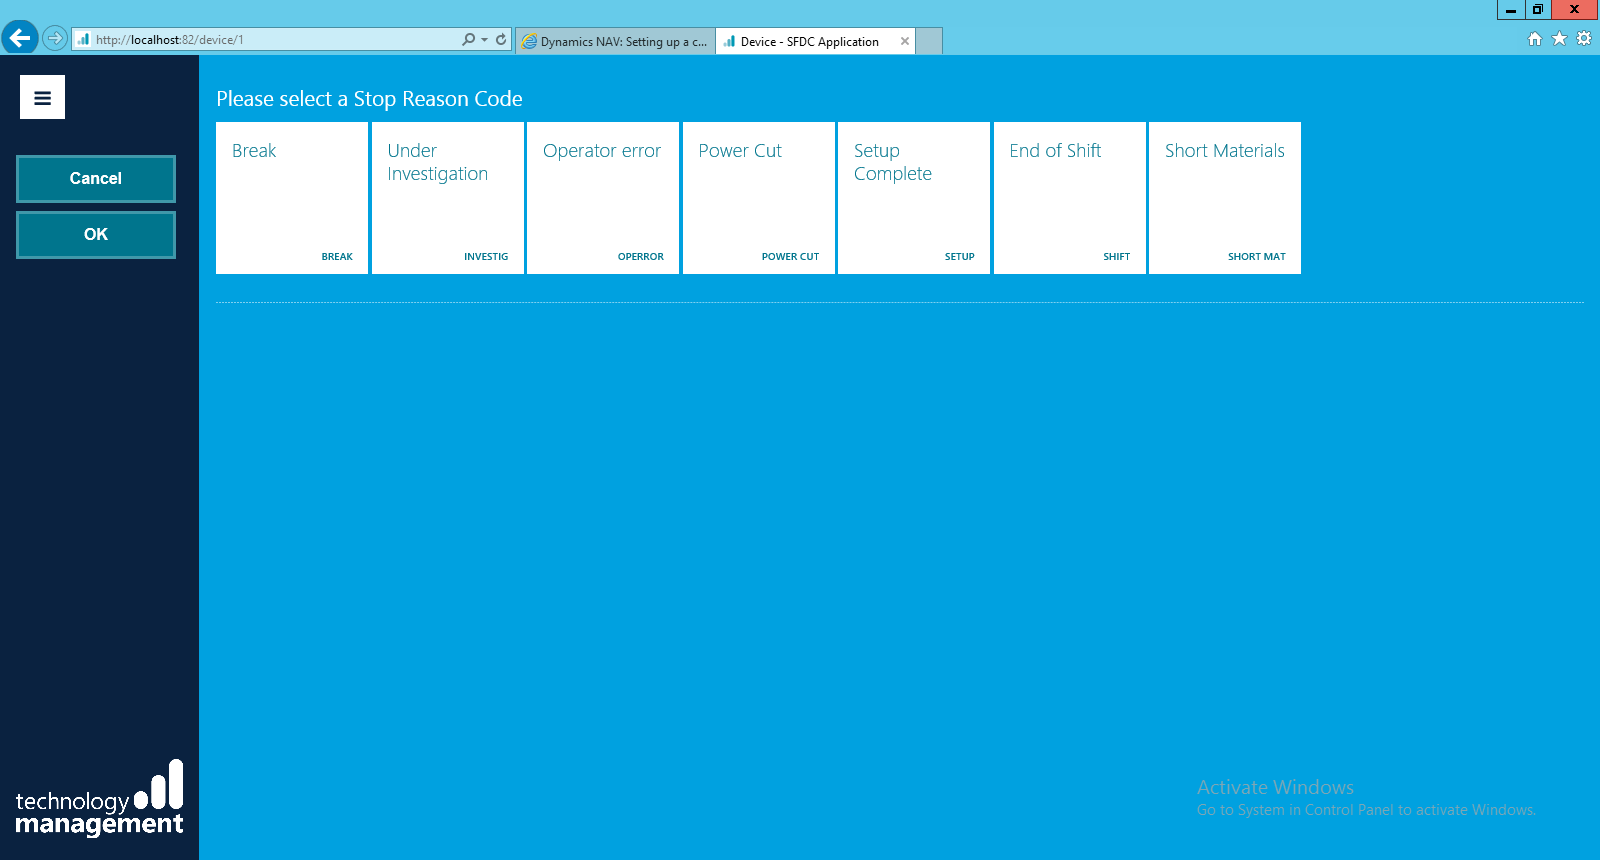 http://localhost:82/device/1
Dynamics NAV: Setting up a c...
Device - SFDC Application
Please select a Stop Reason Code
Cancel
OK
Break
BREAK
Under
Investigation
INVESTIG
Operator error
OPERROR
Power Cut
POWER CUT
Setup
Complete
SETUP
End of Shift
SHIFT
Short Materials
SHORT MAT
technology
management
Activate Windows
Go to System in Control Panel to activate Windows.